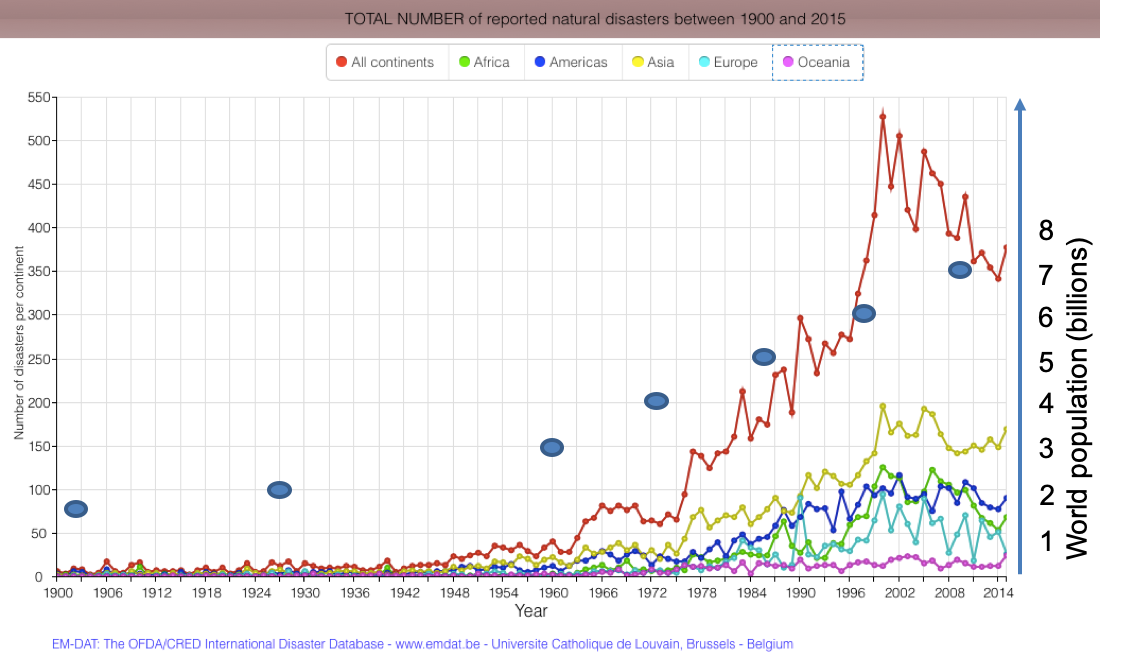 TOTAL NUMBER of reported natural disasters between 1900 and 2015
All continents Africa Americas Asia Europe Oceania
550
500
450
400
350
300
250
200
150
100
50
0
Number of disasters per continent
8
7
6
5
4
3
2
1
World population (billions)
1900 1906 1912 1918 1924 1930 1936 1942 1948 1954 1960 1966 1972 1978 1984 1990 1996 2002 2008 2014
Year
EM-DAT: The OFDA/CRED International Disaster Database - www.emdat.be - Universite Catholique de Louvain, Brussels - Belgium